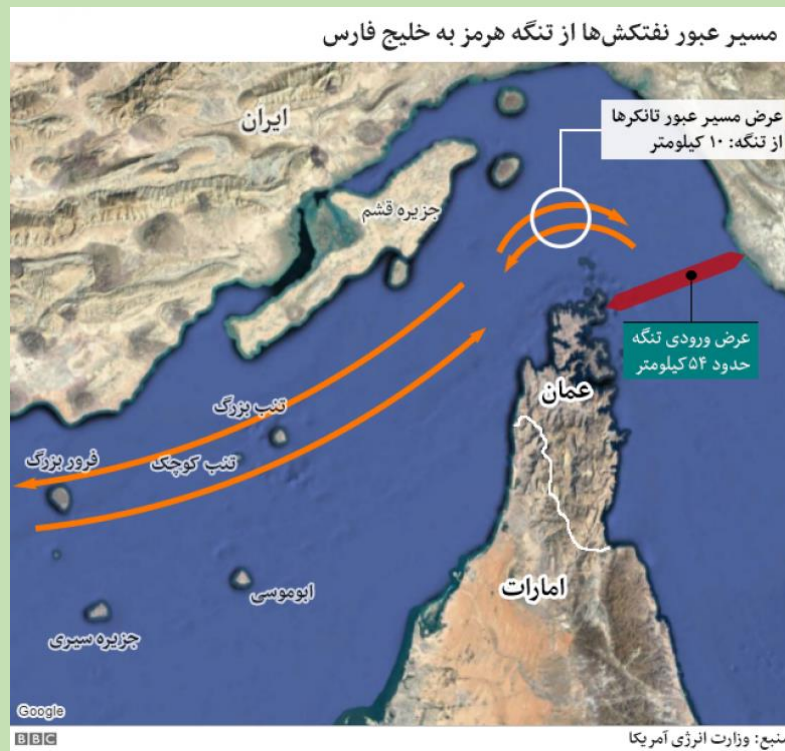 مسیر عبور نفتکش‌ها از تنگه هرمز به خلیج فارس
ایران
عرض مسیر عبور تانکرها
از تنگه: ۱۰ کیلومتر
جزیره قشم
عرض ورودی تنگه
حدود ۵۴ کیلومتر
عمان
تنب بزرگ
تنب کوچک
فرور بزرگ
امارات
ابوموسی
جزیره سیری
Google
BBC
منبع: وزارت انرژی آمریکا